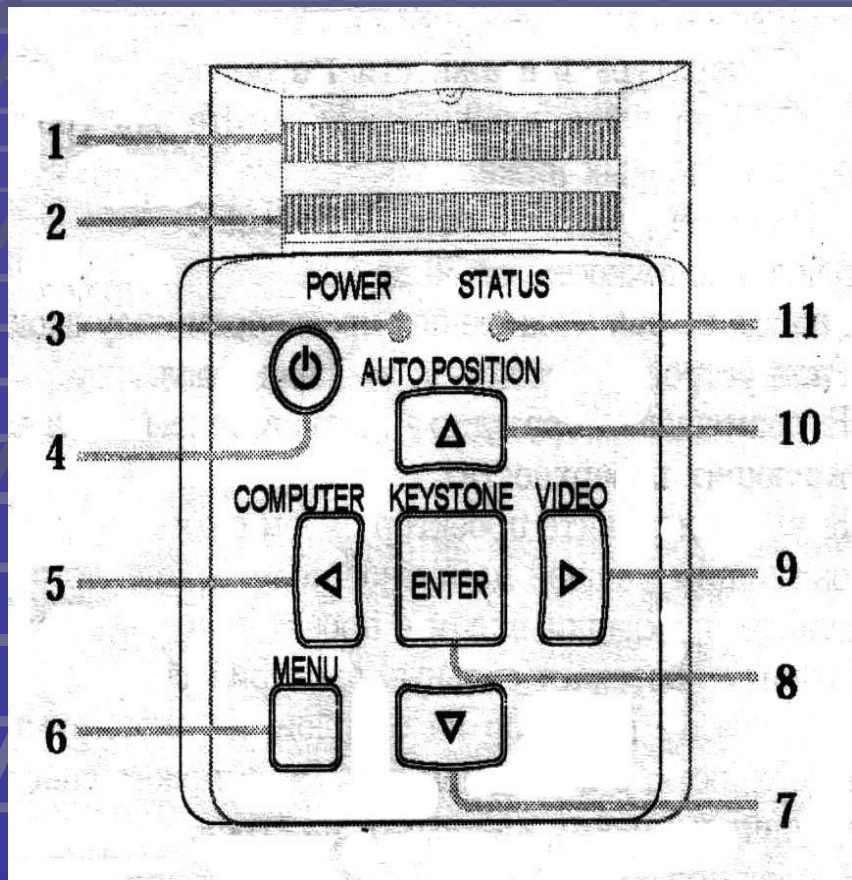 1
2
POWER STATUS
3 11
AUTO POSITION
4 10
COMPUTER KEYSTONE VIDEO
5 ENTER 9
MENU
8
6
7